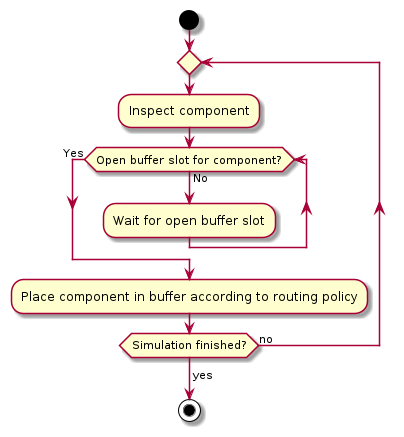 Inspect component
Yes
Open buffer slot for component?
No
Wait for open buffer slot
Place component in buffer according to routing policy
Simulation finished?
no
yes